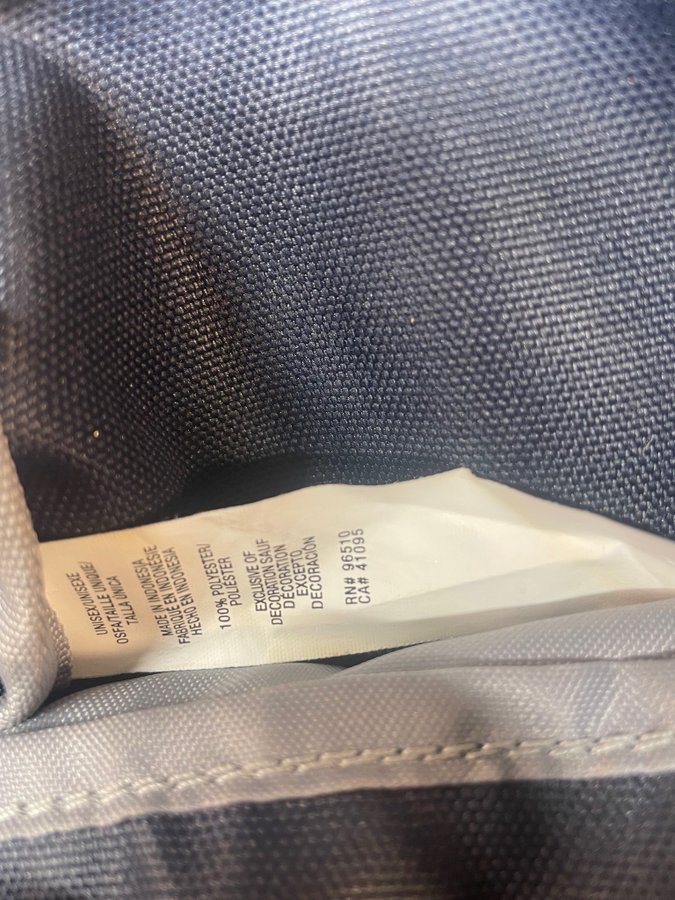 UNISEX/UNISEXE
OSFA/TAILLE UNIQUE/
TALLA ÚNICA
MADE IN INDONESIA
FABRIQUÉ EN INDONÉSIE
HECHO EN INDONESIA
100% POLYESTER/
POLIÉSTER
EXCLUSIVE OF
DECORATION SAUF
DÉCORATION
EXCEPTO
DECORACIÓN
RN# 96510
CA# 41095